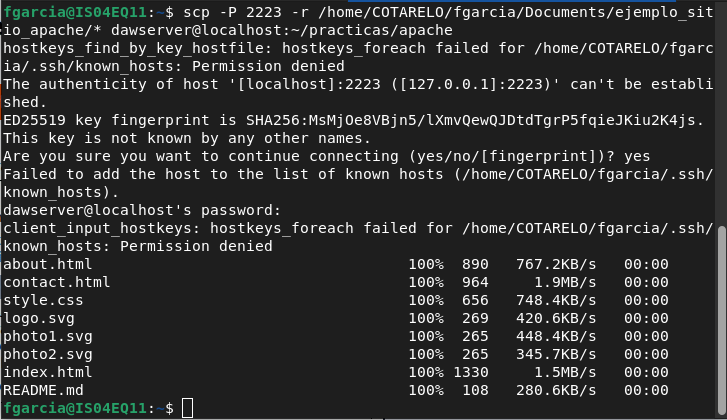 fgarcia@IS04EQ11:~$ scp -P 2223 -r /home/COTARELO/fgarcia/Documents/ejemplo_sit
io_apache/* dawserver@localhost:~/practicas/apache
hostkeys_find_by_key_hostfile: hostkeys_foreach failed for /home/COTARELO/fgarc
ia/.ssh/known_hosts: Permission denied
The authenticity of host '[localhost]:2223 ([127.0.0.1]:2223)' can't be establi
shed.
ED25519 key fingerprint is SHA256:MsMjOe8VBjn5/lXmvQewQJDtdTgrP5fqieJKiu2K4js.
This key is not known by any other names.
Are you sure you want to continue connecting (yes/no/[fingerprint])? yes
Failed to add the host to the list of known hosts (/home/COTARELO/fgarcia/.ssh/
known_hosts).
dawserver@localhost's password:
client_input_hostkeys: hostkeys_foreach failed for /home/COTARELO/fgarcia/.ssh/
known_hosts: Permission denied
about.html 100% 890 767.2KB/s 00:00
contact.html 100% 964 1.9MB/s 00:00
style.css 100% 656 748.4KB/s 00:00
logo.svg 100% 269 420.6KB/s 00:00
photo1.svg 100% 265 448.4KB/s 00:00
photo2.svg 100% 265 345.7KB/s 00:00
index.html 100% 1330 1.5MB/s 00:00
README.md 100% 108 280.6KB/s 00:00
fgarcia@IS04EQ11:~$